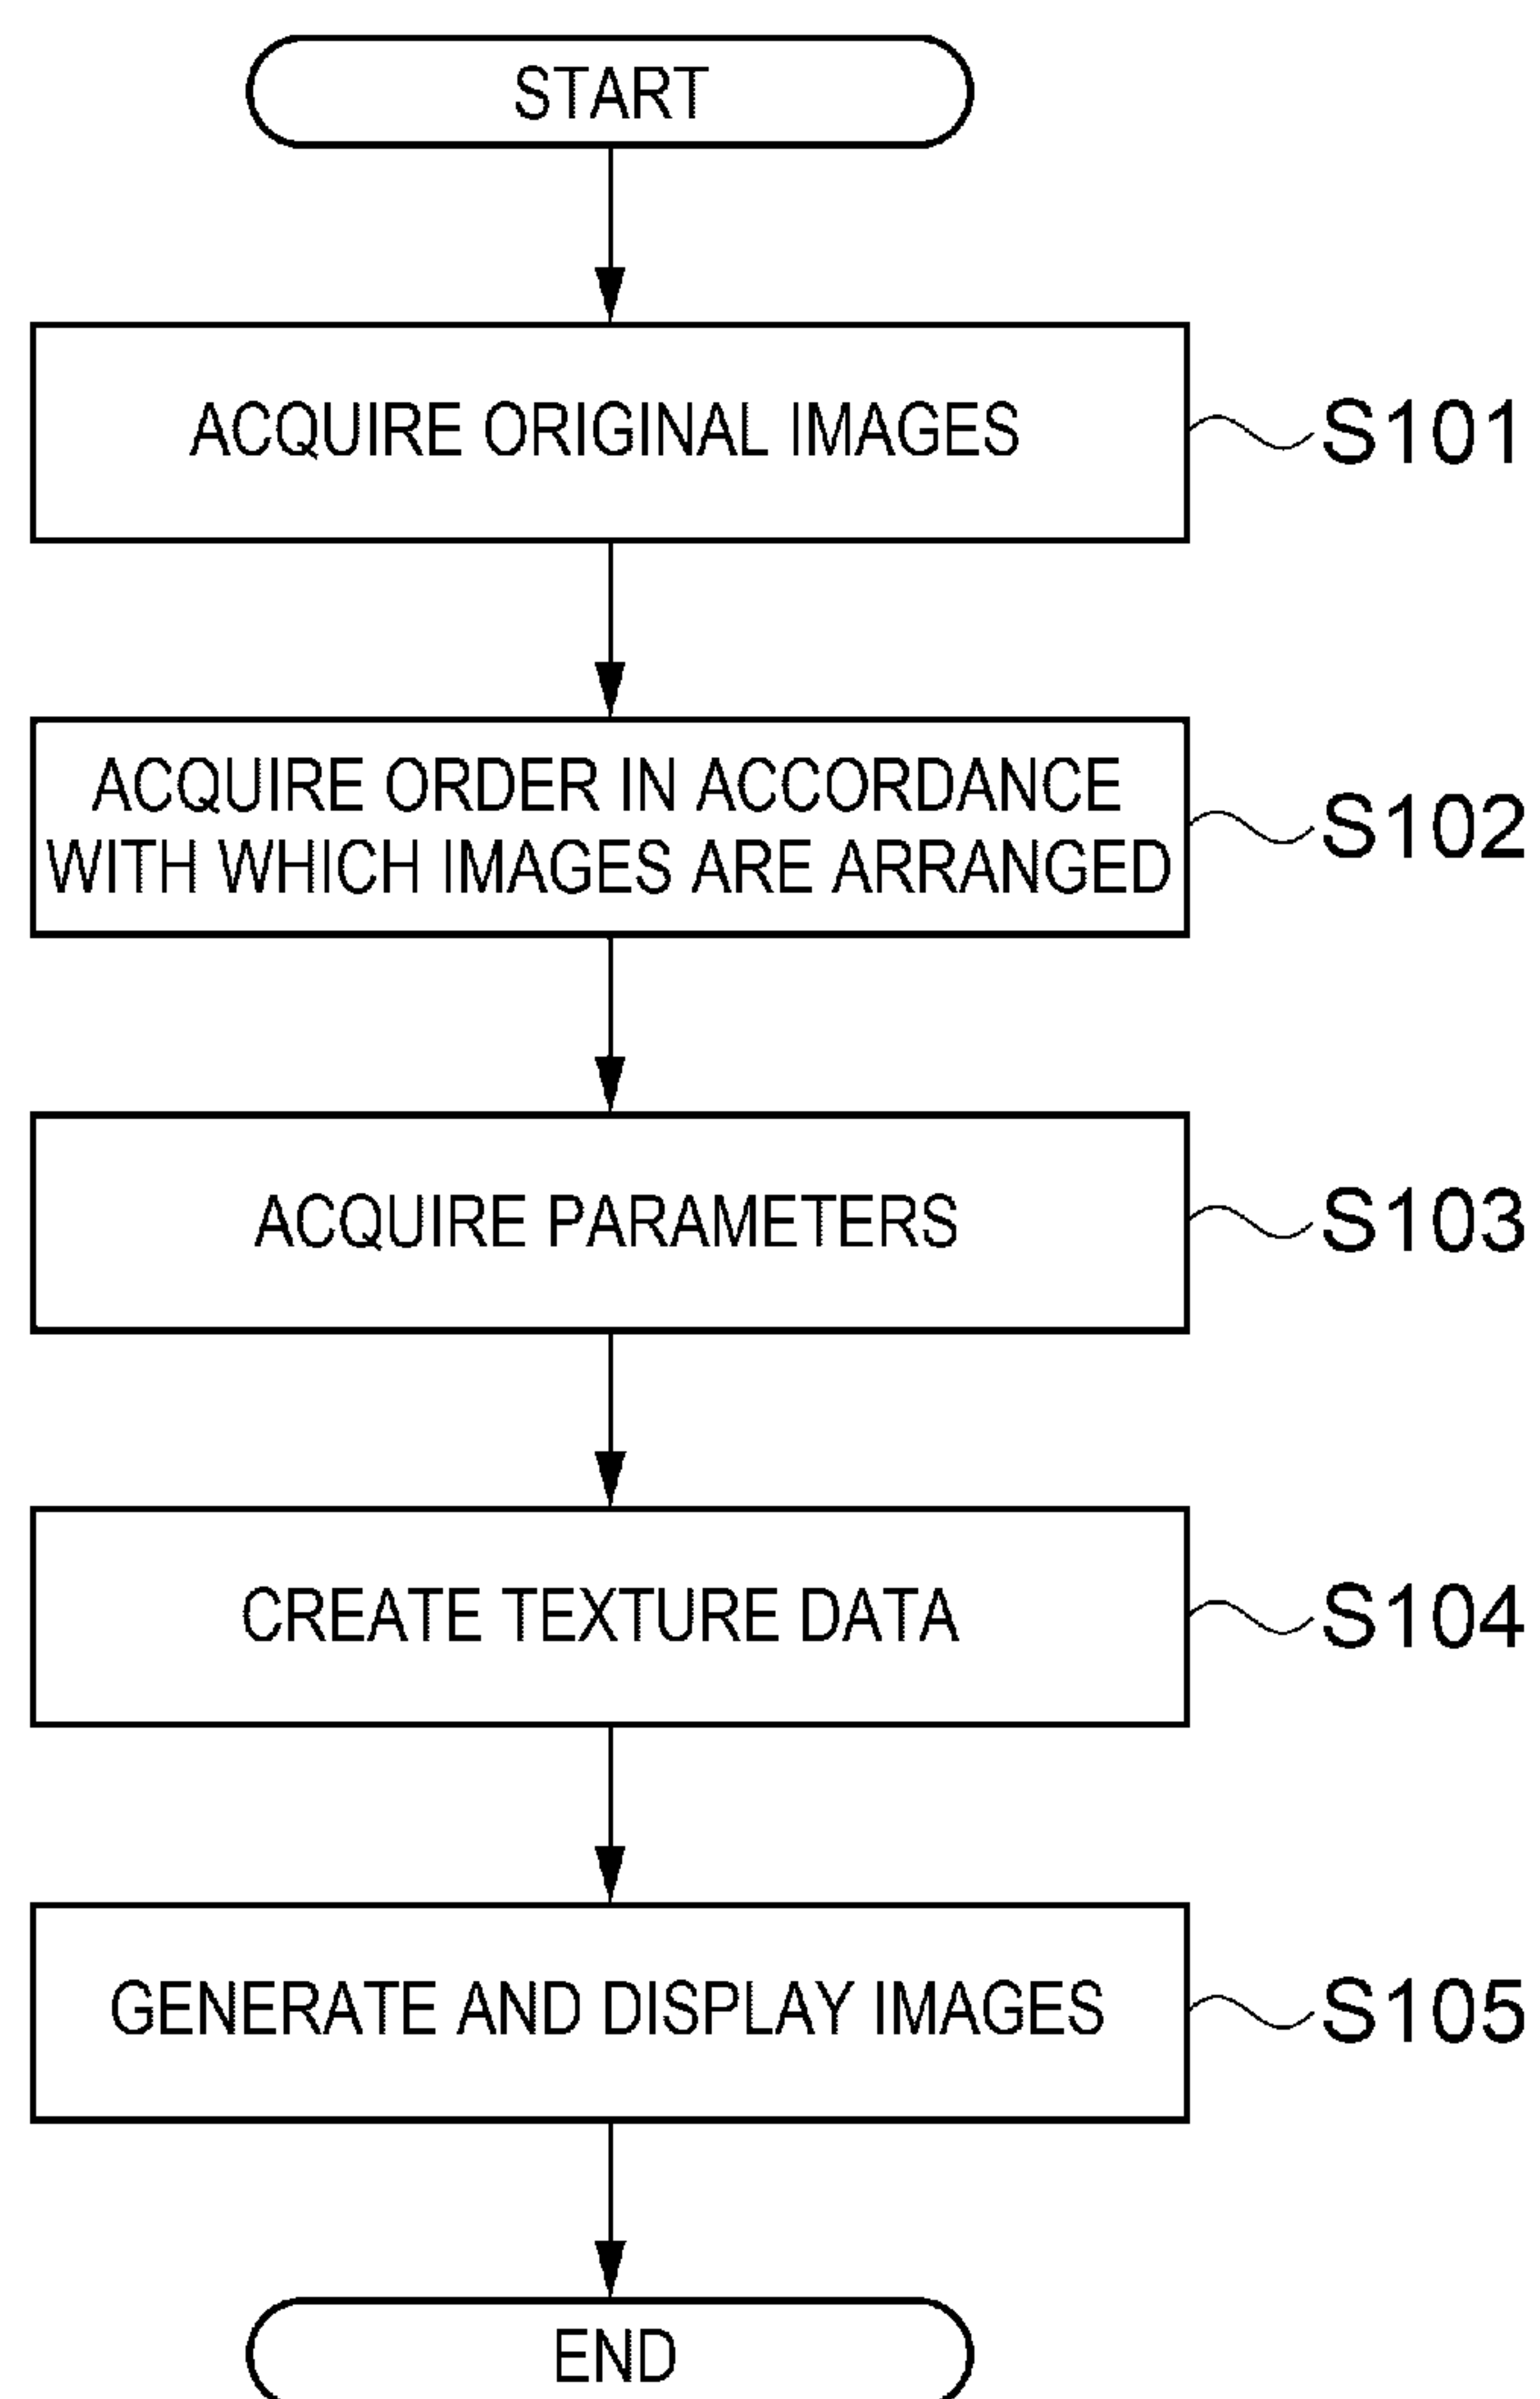 START
ACQUIRE ORIGINAL IMAGES
S101
ACQUIRE ORDER IN ACCORDANCE
WITH WHICH IMAGES ARE ARRANGED
S102
ACQUIRE PARAMETERS
S103
CREATE TEXTURE DATA
S104
GENERATE AND DISPLAY IMAGES
S105
END